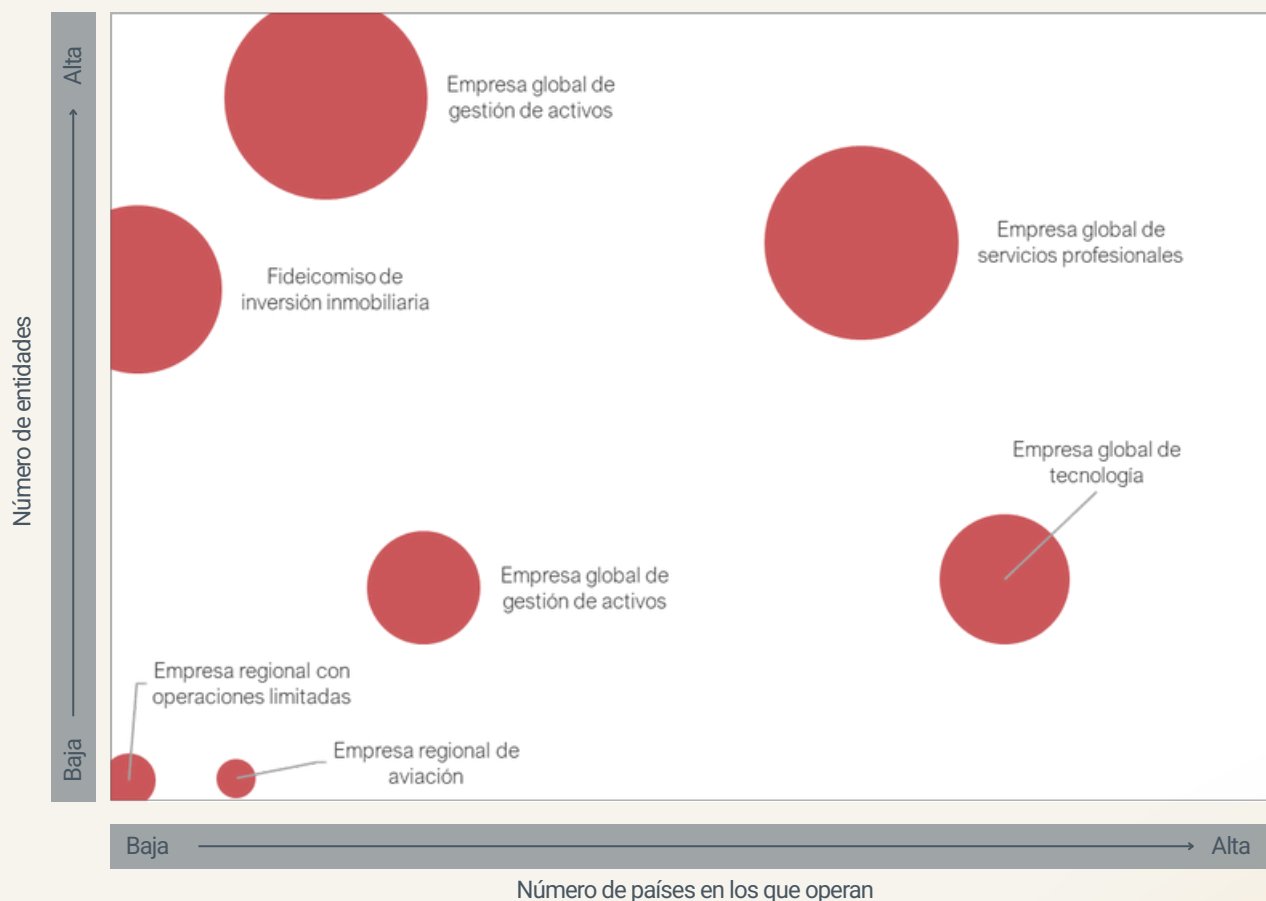 Alta
Número de entidades
Baja
Empresa global de
gestión de activos
Empresa global de
servicios profesionales
Fideicomiso de
inversión inmobiliaria
Empresa global de
tecnología
Empresa global de
gestión de activos
Empresa regional con
operaciones limitadas
Empresa regional de
aviación
Baja
Alta
Número de países en los que operan